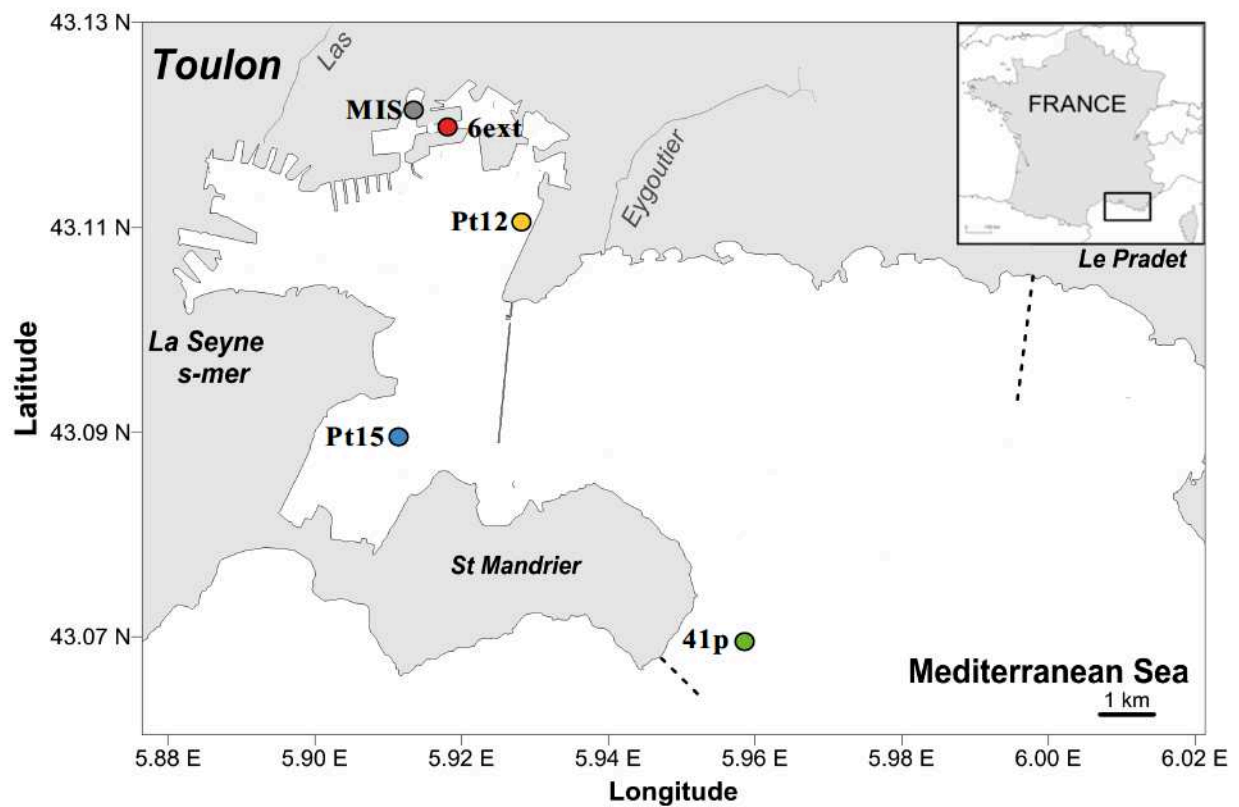 43.13 N
Toulon
Las
MIS
6ext
FRANCE
Eygoutier
43.11 N
Pt12
Le Pradet
La Seyne
s-mer
Latitude
43.09 N
Pt15
St Mandrier
43.07 N
41p
Mediterranean Sea
1 km
5.88 E
5.90 E
5.92 E
5.94 E
5.96 E
5.98 E
6.00 E
6.02 E
Longitude